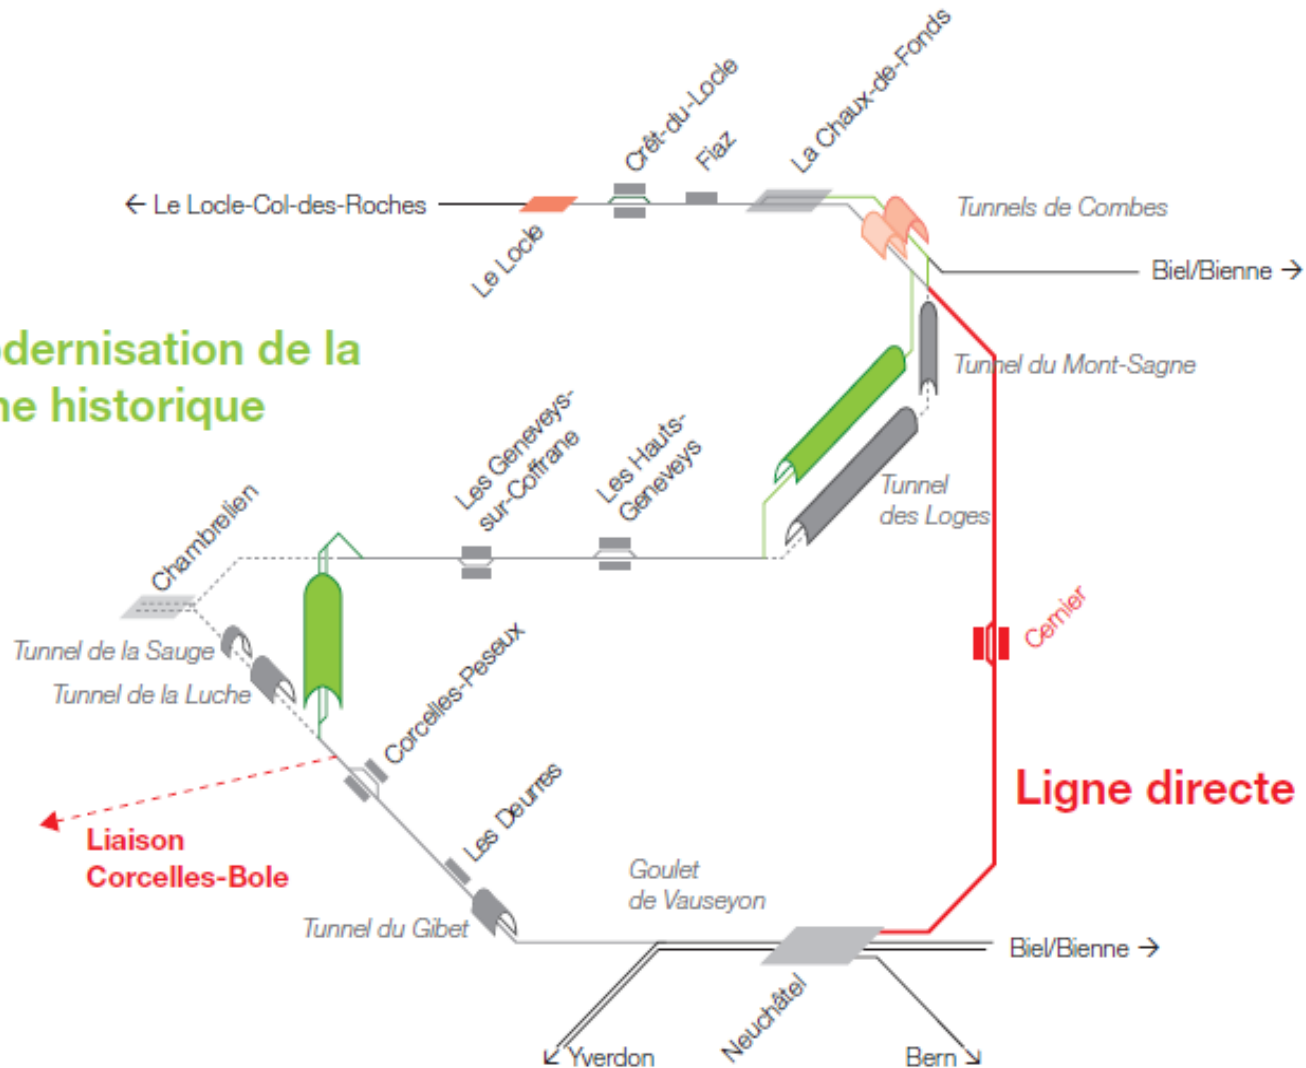 La Chaux-de-Fonds
Crêt-du-Locle
Fiaz
← Le Locle-Col-des-Roches
Tunnels de Combes
Le Locle
Biel/Bienne →
dernisation de la
ne historique
Tunnel du Mont-Sagne
Les Geneveys-
sur-Coffrane
Les Hauts-
Geneveys
Tunnel
des Loges
Chambrelien
Cernier
Tunnel de la Sauge
Tunnel de la Luche
Corcelles-Peseux
Ligne directe
Liaison
Corcelles-Bole
Les Deurres
Goulet
de Vauseyon
Tunnel du Gibet
Biel/Bienne →
Neuchâtel
↙ Yverdon
Bern ↘